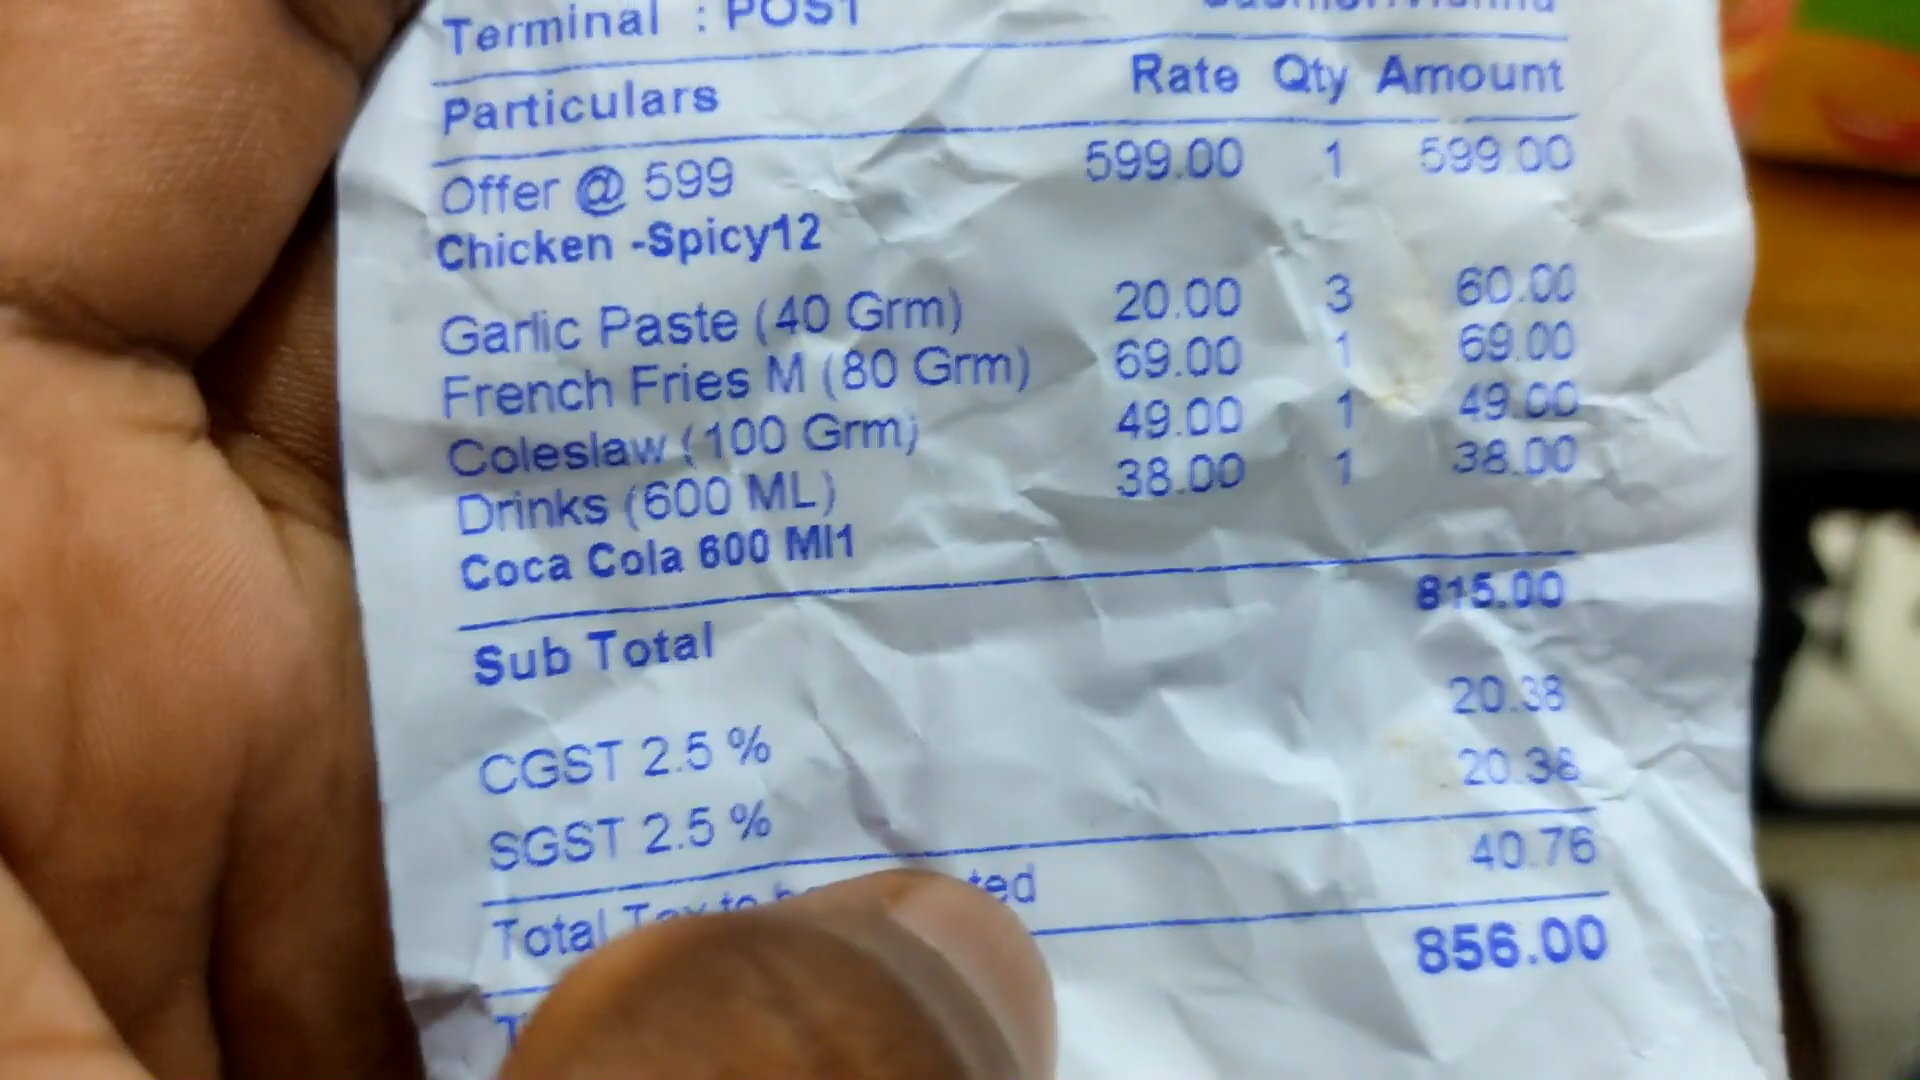 Terminal : POS1
Particulars Rate Qty Amount
Offer @ 599 599.00 1 599.00
Chicken -Spicy12
Garlic Paste (40 Grm) 20.00 3 60.00
French Fries M (80 Grm) 69.00 1 69.00
Coleslaw (100 Grm) 49.00 1 49.00
Drinks (600 ML) 38.00 1 38.00
Coca Cola 600 Ml1
Sub Total 815.00
CGST 2.5 % 20.38
SGST 2.5 % 20.38
Total Tax to 40.76
856.00